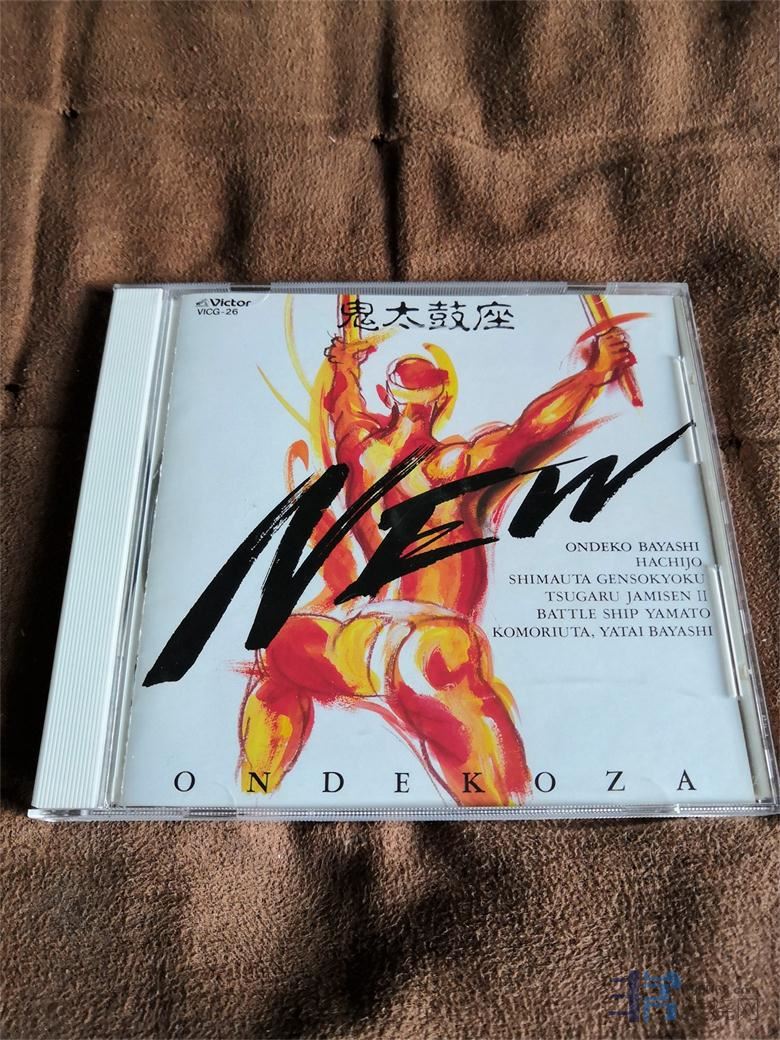 Victor
VICG-26
鬼太鼓座
NEW
ONDEKO BAYASHI
HACHIJO
SHIMAUTA GENSOKYOKU
TSUGARU JAMISEN II
BATTLE SHIP YAMATO
KOMORIUTA, YATAI BAYASHI
ONDEKOZA